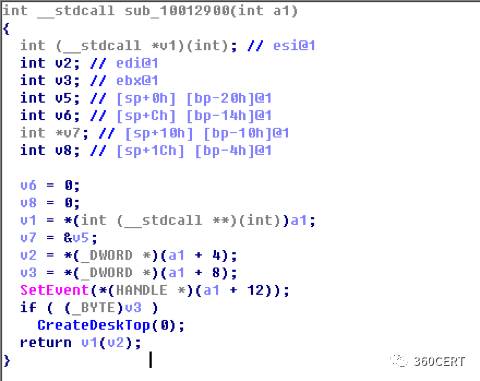 int __stdcall sub_10012900(int a1)
{
int (__stdcall *v1)(int); // esi@1
int v2; // edi@1
int v3; // ebx@1
int v5; // [sp+0h] [bp-20h]@1
int v6; // [sp+Ch] [bp-14h]@1
int *v7; // [sp+10h] [bp-10h]@1
int v8; // [sp+1Ch] [bp-4h]@1
v6 = 0;
v8 = 0;
v1 = *(int (__stdcall **)(int))a1;
v7 = &v5;
v2 = *(_DWORD *)(a1 + 4);
v3 = *(_DWORD *)(a1 + 8);
SetEvent(*(HANDLE *)(a1 + 12));
if ( (_BYTE)v3 )
CreateDeskTop(0);
return v1(v2);
}
360CERT